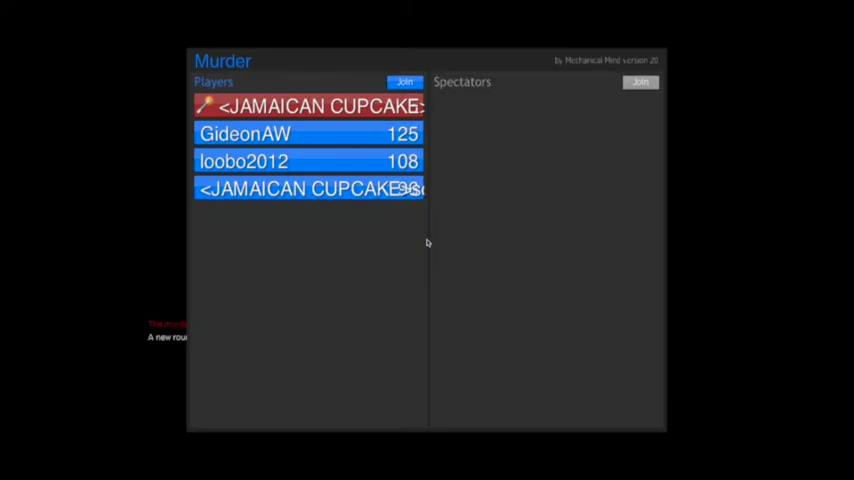 Murder
by Mechanical Mind version 20
Players
Join
Spectators
Join
<JAMAICAN CUPCAKE>
GideonAW 125
loobo2012 108
<JAMAICAN CUPCAKE>
A new